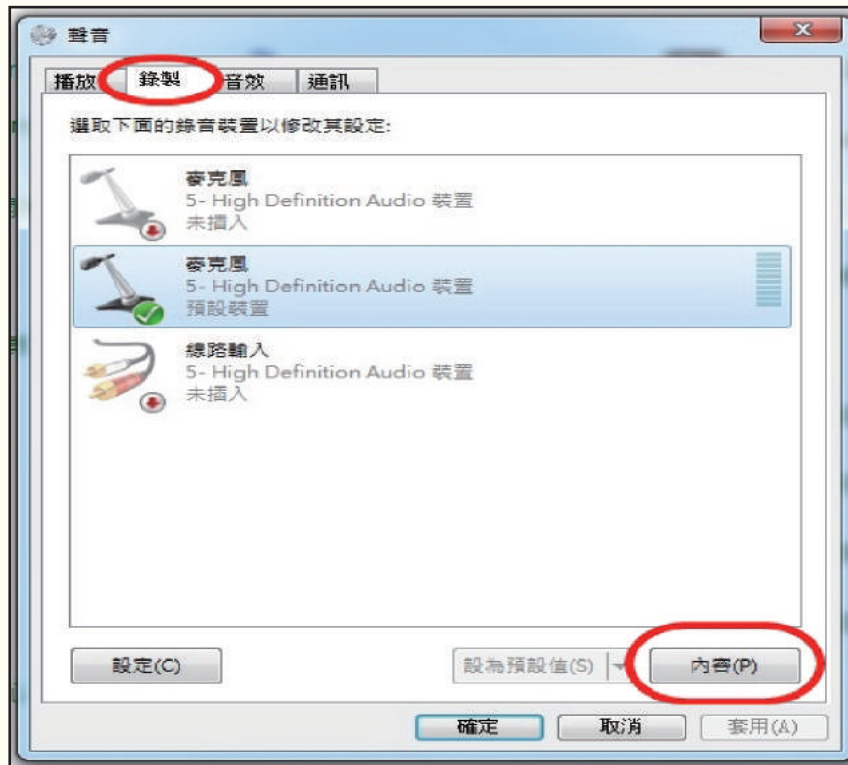 聲音
播放 錄製 音效 通訊
選取下面的錄音裝置以修改其設定:
麥克風
5- High Definition Audio 裝置
未插入
麥克風
5- High Definition Audio 裝置
預設裝置
線路輸入
5- High Definition Audio 裝置
未插入
設定(C) 設為預設值(S) 內容(P)
確定 取消 套用(A)